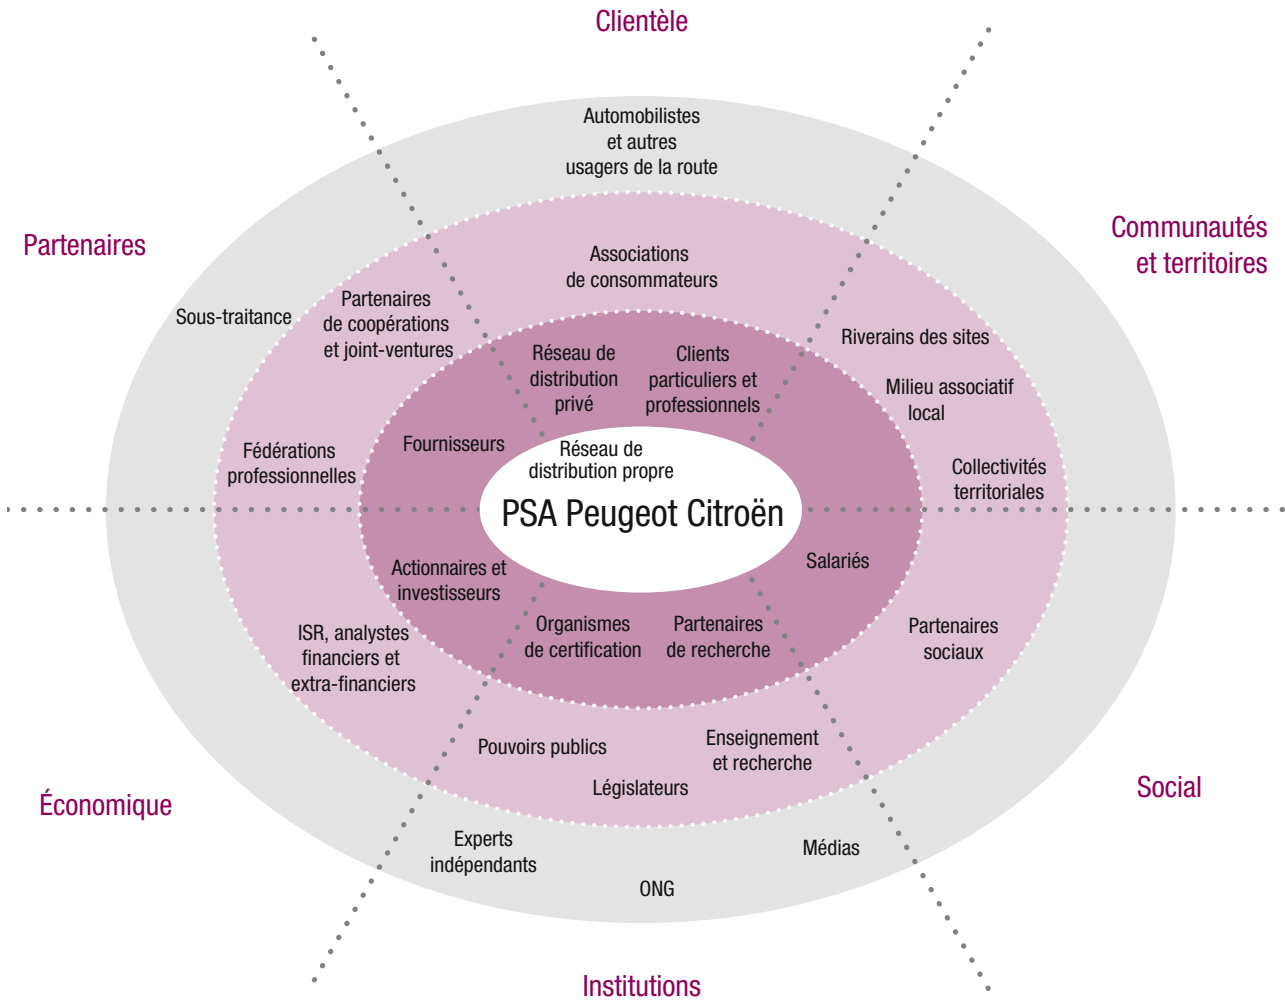 Clientèle
Automobilistes
et autres
usagers de la route
Partenaires
Communautés
et territoires
Associations
de consommateurs
Sous-traitance
Partenaires
de coopérations
et joint-ventures
Riverains des sites
Réseau de
distribution
privé
Clients
particuliers et
professionnels
Milieu associatif
local
Fournisseurs
Fédérations
professionnelles
Réseau de
distribution propre
Collectivités
territoriales
PSA Peugeot Citroën
Actionnaires et
investisseurs
Salariés
Organismes
de certification
Partenaires
de recherche
ISR, analystes
financiers et
extra-financiers
Partenaires
sociaux
Pouvoirs publics
Enseignement
et recherche
Législateurs
Économique
Social
Experts
indépendants
Médias
ONG
Institutions